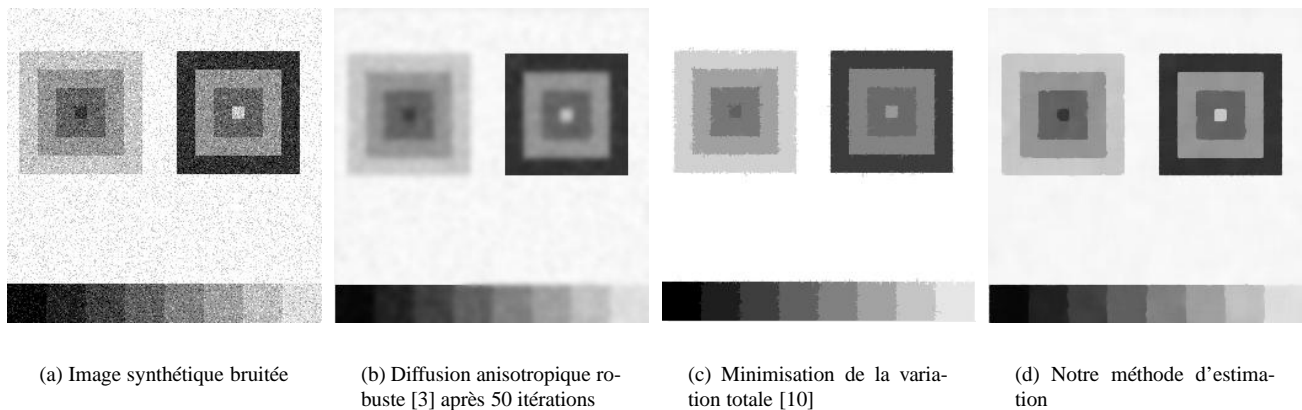 (a) Image synthétique bruitée
(b) Diffusion anisotropique ro-
buste [3] après 50 itérations
(c) Minimisation de la varia-
tion totale [10]
(d) Notre méthode d'estima-
tion